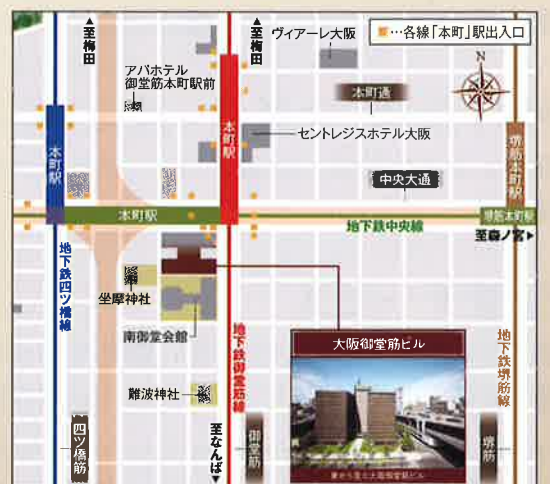 ▲至梅田
▲至梅田
ヴィアーレ大阪
…各線「本町」駅出入口
アパホテル
御堂筋本町駅前
N
本町通
本町駅
本町駅
セントレジスホテル大阪
堺筋本町駅
中央大通
本町駅
堺筋本町駅
地下鉄中央線
至森ノ宮▶
地下鉄四ツ橋線
坐摩神社
南御堂会館
地下鉄御堂筋線
大阪御堂筋ビル
地下鉄堺筋線
難波神社
四ツ橋筋
至なんば▼
御堂筋
堺筋